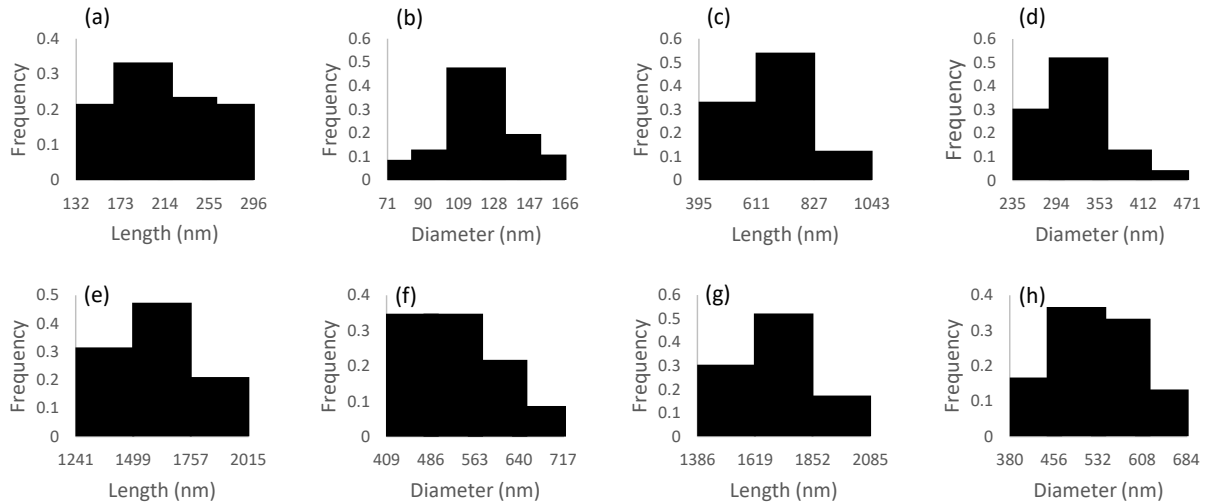 (a)
0.4
0.3
0.2
0.1
0
Frequency
132 173 214 255 296
Length (nm)
(b)
0.6
0.5
0.4
0.3
0.2
0.1
0
Frequency
71 90 109 128 147 166
Diameter (nm)
(c)
0.6
0.5
0.4
0.3
0.2
0.1
0
Frequency
395 611 827 1043
Length (nm)
(d)
0.6
0.5
0.4
0.3
0.2
0.1
0
Frequency
235 294 353 412 471
Diameter (nm)
(e)
0.5
0.4
0.3
0.2
0.1
0
Frequency
1241 1499 1757 2015
Length (nm)
(f)
0.4
0.3
0.2
0.1
0
Frequency
409 486 563 640 717
Diameter (nm)
(g)
0.6
0.5
0.4
0.3
0.2
0.1
0
Frequency
1386 1619 1852 2085
Length (nm)
(h)
0.4
0.3
0.2
0.1
0
Frequency
380 456 532 608 684
Diameter (nm)